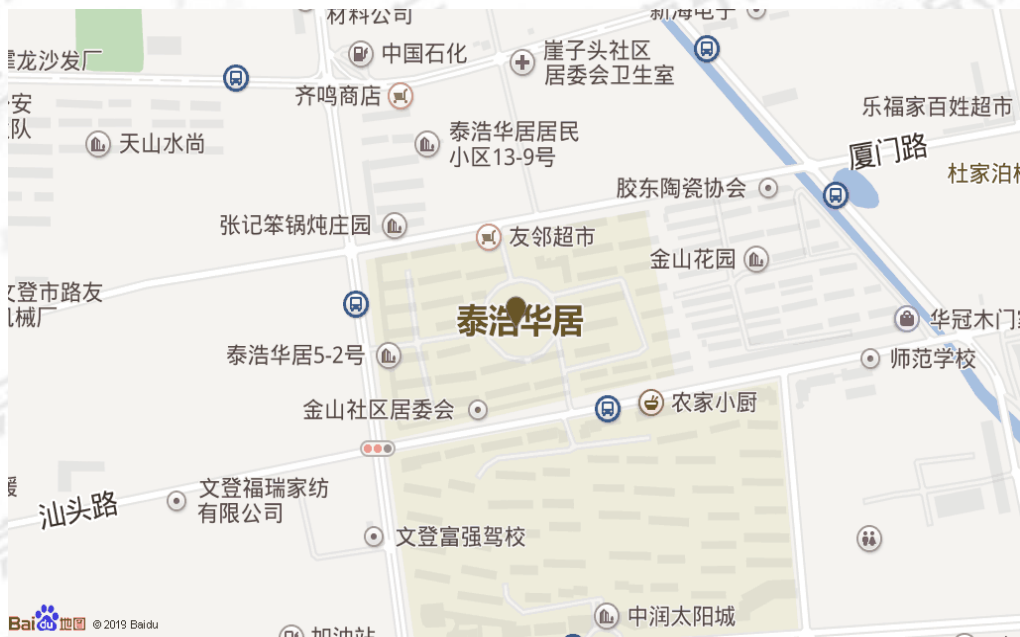 材料公司
新海电子
霍龙沙发厂
中国石化
崖子头社区
居委会卫生室
齐鸣商店
乐福家百姓超市
天山水尚
泰浩华居居民
小区13-9号
厦门路
胶东陶瓷协会
张记笨锅炖庄园
友邻超市
金山花园
文登市路友
机械厂
泰浩华居
华冠木门
泰浩华居5-2号
师范学校
金山社区居委会
农家小厨
汕头路
文登福瑞家纺
有限公司
文登富强驾校
中润太阳城
加油站
Bai du 地图 © 2019 Baidu